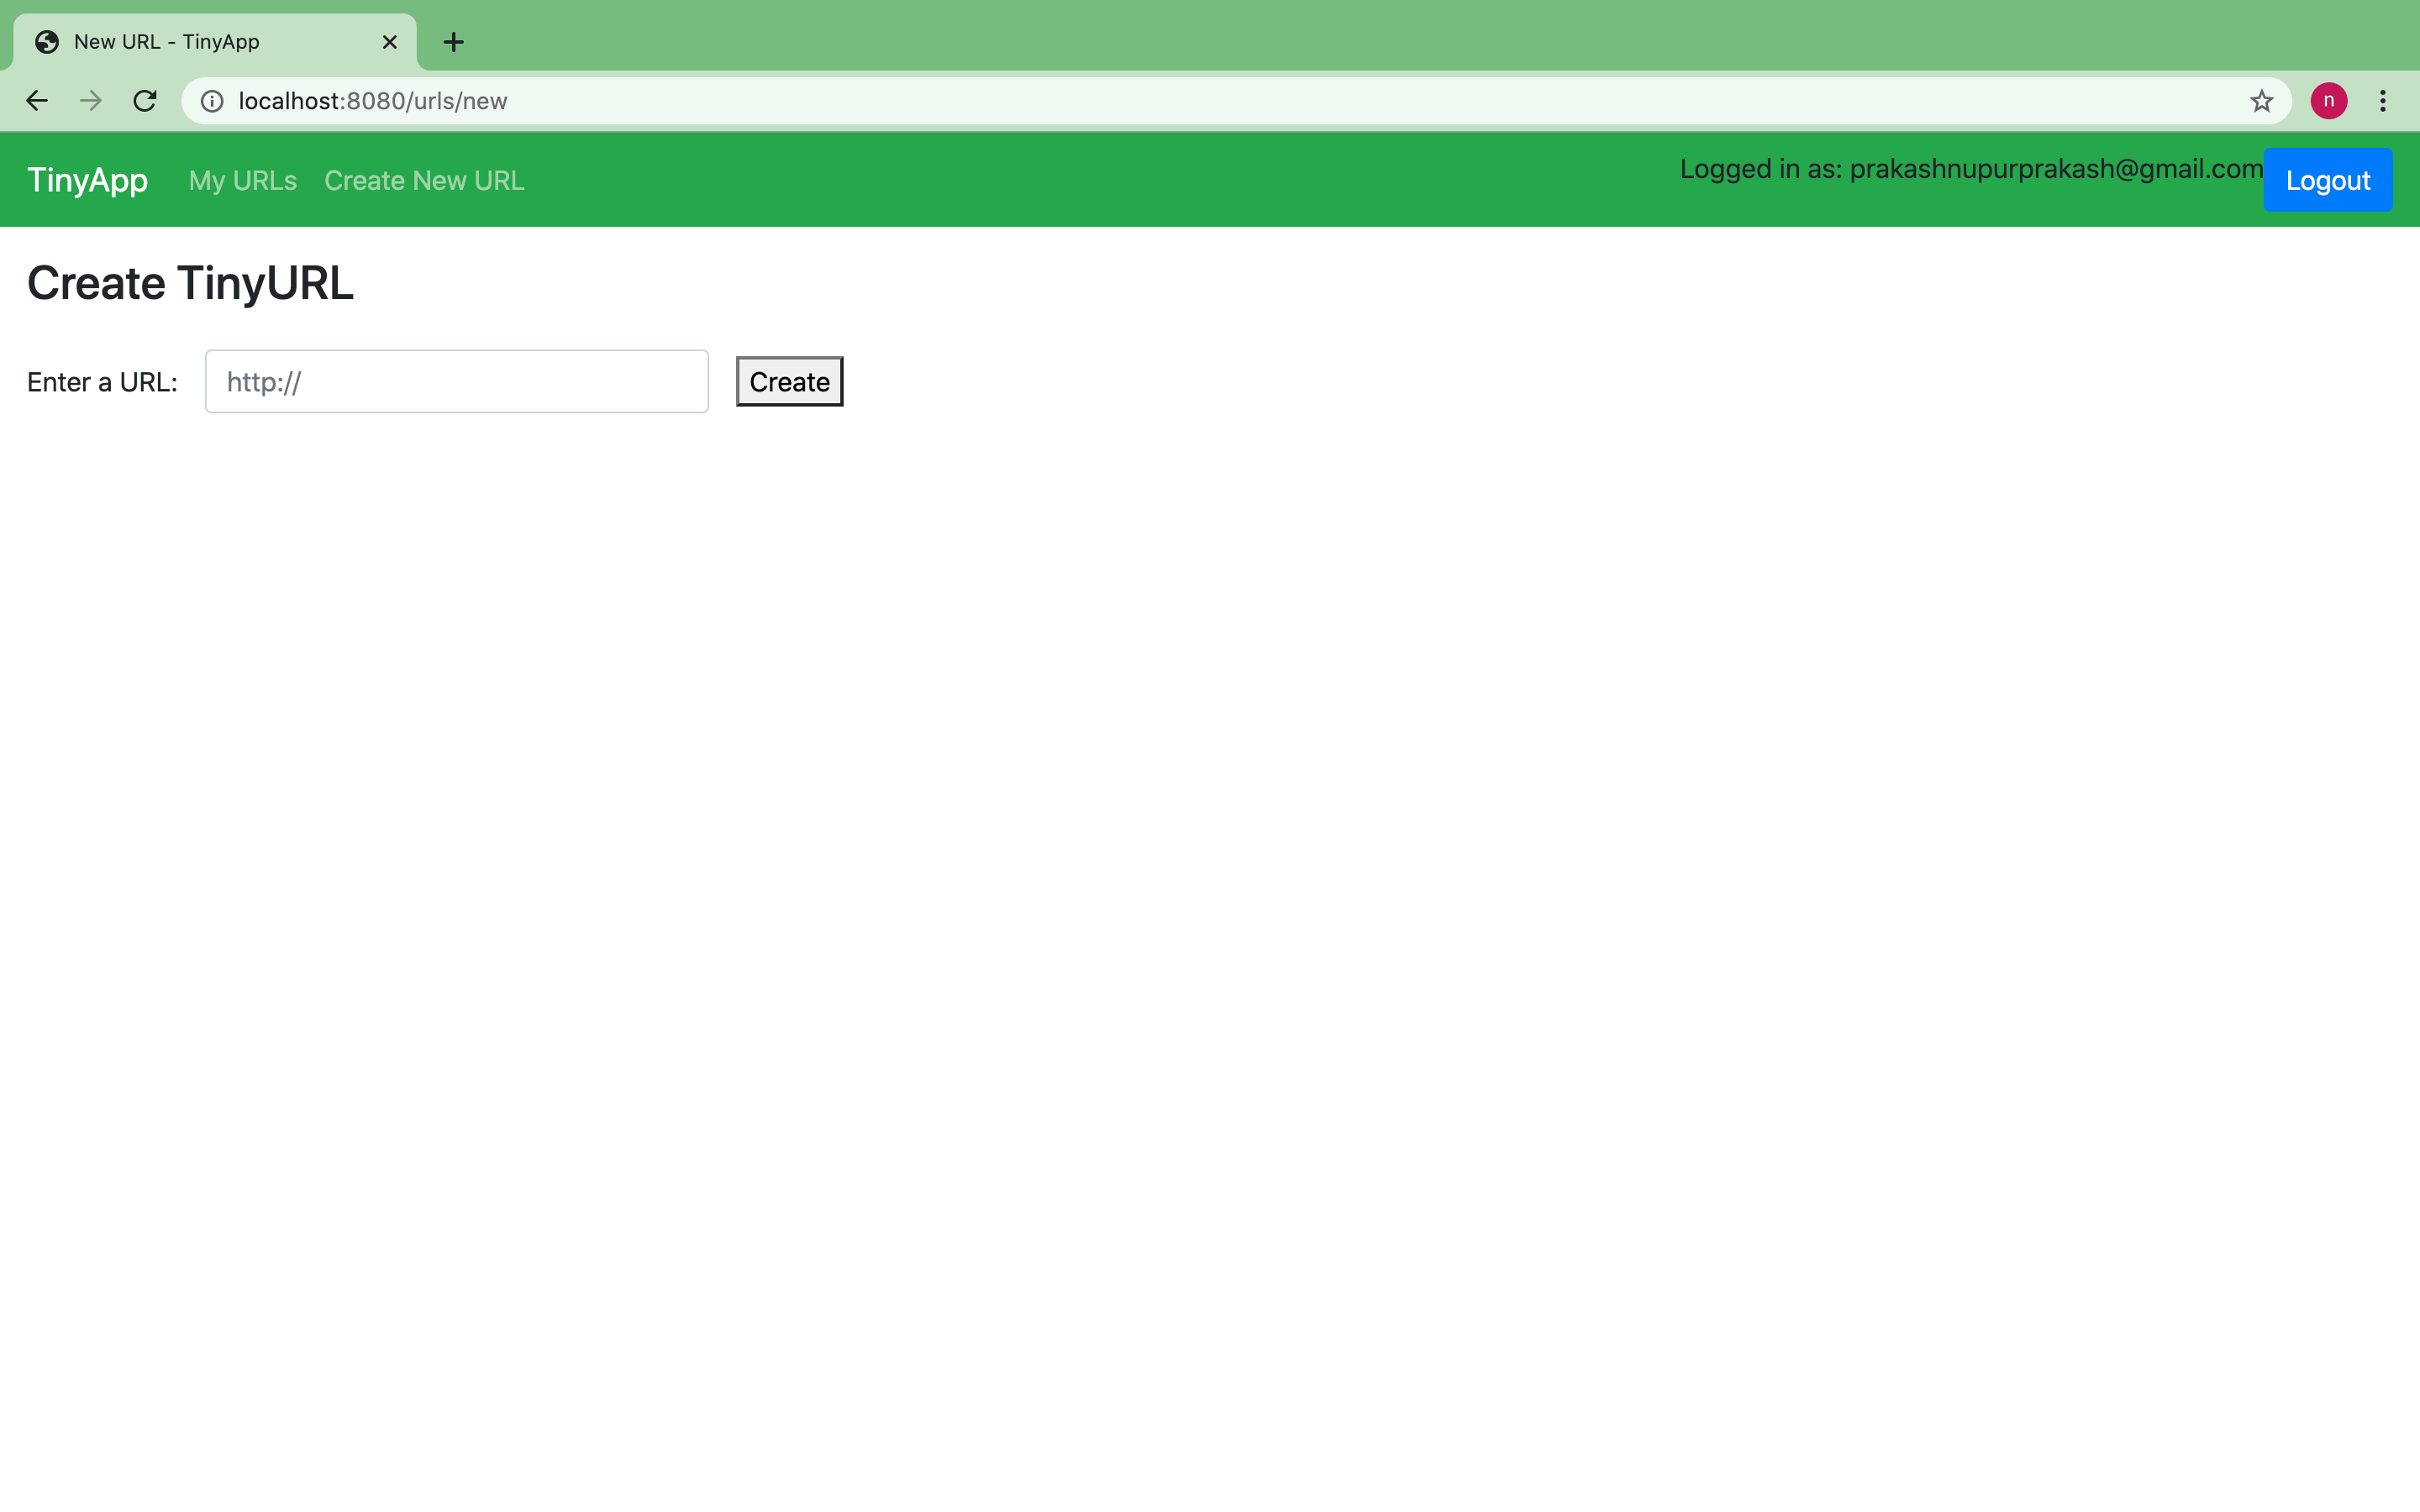 New URL - TinyApp
localhost:8080/urls/new
n
TinyApp My URLs Create New URL Logged in as: prakashnupurprakash@gmail.com Logout
Create TinyURL
Enter a URL: http:// Create